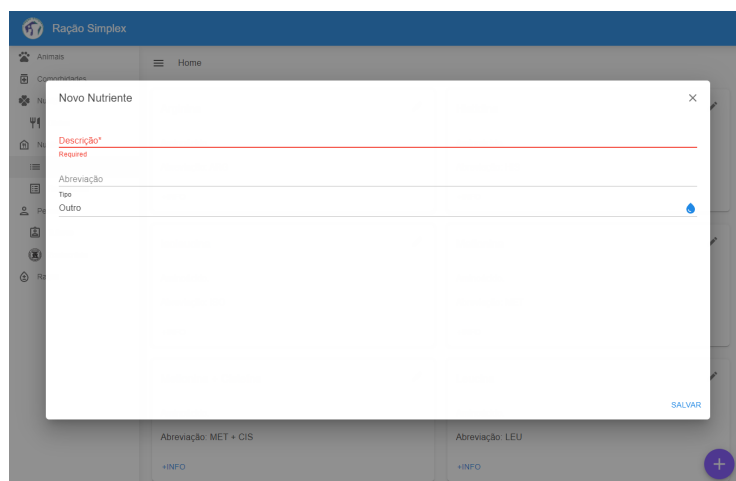 Ração Simplex
Animais
Home
Comorbidades
Novo Nutriente
Descrição*
Required
Abreviação
Tipo
Outro
SALVAR
Abreviação: MET + CIS
Abreviação: LEU
+INFO
+INFO